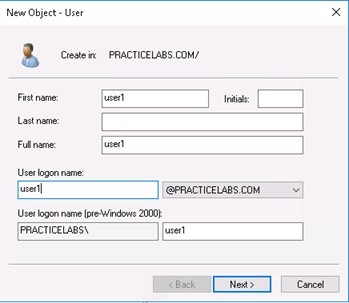 New Object - User
Create in: PRACTICELABS.COM/
First name: user1 Initials:
Last name:
Full name: user1
User logon name:
user1 @PRACTICELABS.COM
User logon name (pre-Windows 2000):
PRACTICELABS\ user1
< Back Next > Cancel